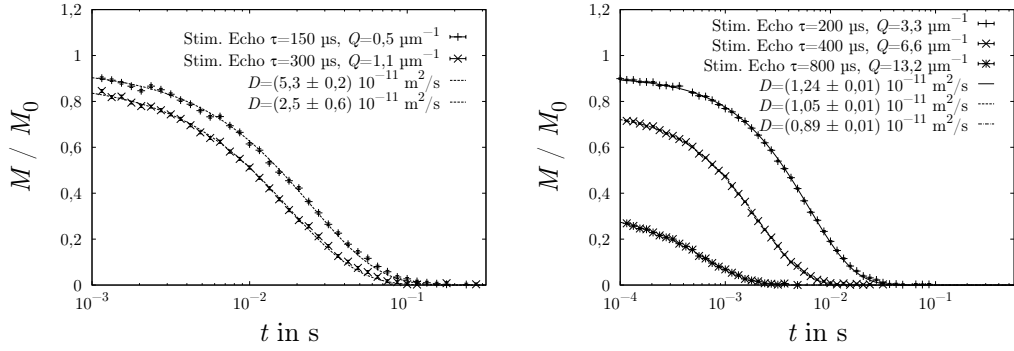 Stim. Echo τ=150 µs, Q=0,5 µm⁻¹
Stim. Echo τ=300 µs, Q=1,1 µm⁻¹
D=(5,3 ± 0,2) 10⁻¹¹ m²/s
D=(2,5 ± 0,6) 10⁻¹¹ m²/s
1,2
1
0,8
0,6
0,4
0,2
0
M / M₀
10⁻³ 10⁻² 10⁻¹
t in s
Stim. Echo τ=200 µs, Q=3,3 µm⁻¹
Stim. Echo τ=400 µs, Q=6,6 µm⁻¹
Stim. Echo τ=800 µs, Q=13,2 µm⁻¹
D=(1,24 ± 0,01) 10⁻¹¹ m²/s
D=(1,05 ± 0,01) 10⁻¹¹ m²/s
D=(0,89 ± 0,01) 10⁻¹¹ m²/s
1,2
1
0,8
0,6
0,4
0,2
0
M / M₀
10⁻⁴ 10⁻³ 10⁻² 10⁻¹
t in s